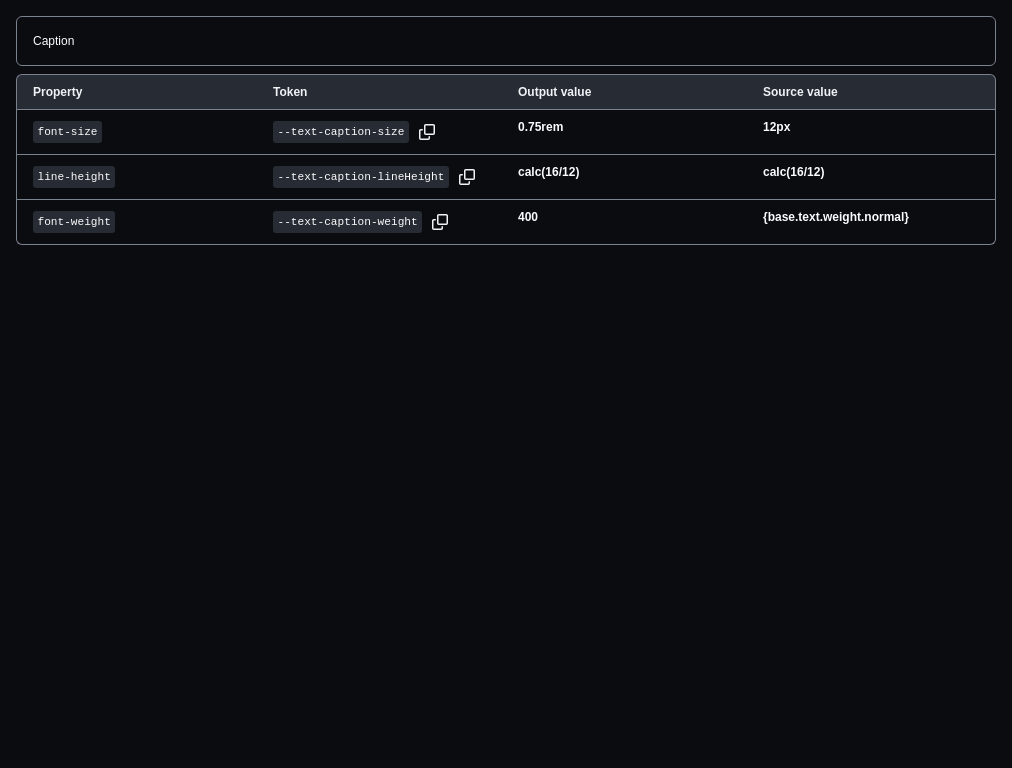 Caption
Property Token Output value Source value
font-size --text-caption-size 0.75rem 12px
line-height --text-caption-lineHeight calc(16/12) calc(16/12)
font-weight --text-caption-weight 400 {base.text.weight.normal}